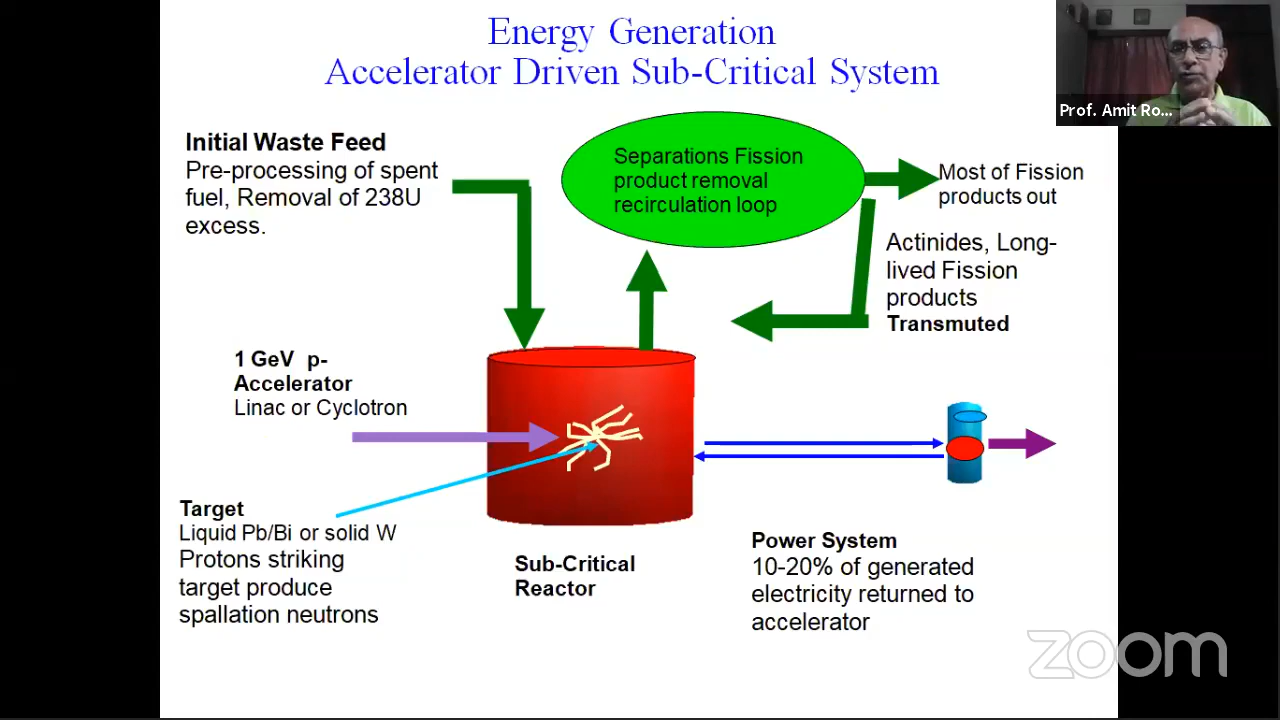 Energy Generation
Accelerator Driven Sub-Critical System
Prof. Amit Ro...
Initial Waste Feed
Pre-processing of spent
fuel, Removal of 238U
excess.
Separations Fission
product removal
recirculation loop
Most of Fission
products out
Actinides, Long-
lived Fission
products
Transmuted
1 GeV p-
Accelerator
Linac or Cyclotron
Target
Liquid Pb/Bi or solid W
Protons striking
target produce
spallation neutrons
Sub-Critical
Reactor
Power System
10-20% of generated
electricity returned to
accelerator
zoom